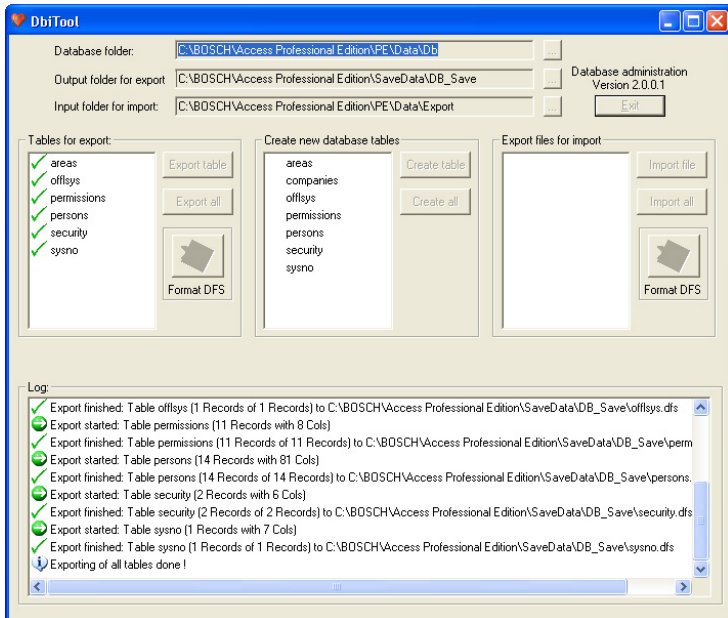 DbiTool
Database folder:
C:\BOSCH\Access Professional Edition\PE\Data\Db
...
Output folder for export
C:\BOSCH\Access Professional Edition\SaveData\DB_Save
...
Database administration
Version 2.0.0.1
Input folder for import:
C:\BOSCH\Access Professional Edition\PE\Data\Export
...
Exit
Tables for export:
areas
offlsys
permissions
persons
security
sysno
Export table
Export all
Format DFS
Create new database tables
areas
companies
offlsys
permissions
persons
security
sysno
Create table
Create all
Export files for import
Import file
Import all
Format DFS
Log:
Export finished: Table offlsys (1 Records of 1 Records) to C:\BOSCH\Access Professional Edition\SaveData\DB_Save\offlsys.dfs
Export started: Table permissions (11 Records with 8 Cols)
Export finished: Table permissions (11 Records of 11 Records) to C:\BOSCH\Access Professional Edition\SaveData\DB_Save\perm
Export started: Table persons (14 Records with 81 Cols)
Export finished: Table persons (14 Records of 14 Records) to C:\BOSCH\Access Professional Edition\SaveData\DB_Save\persons.
Export started: Table security (2 Records with 6 Cols)
Export finished: Table security (2 Records of 2 Records) to C:\BOSCH\Access Professional Edition\SaveData\DB_Save\security.dfs
Export started: Table sysno (1 Records with 7 Cols)
Export finished: Table sysno (1 Records of 1 Records) to C:\BOSCH\Access Professional Edition\SaveData\DB_Save\sysno.dfs
Exporting of all tables done !